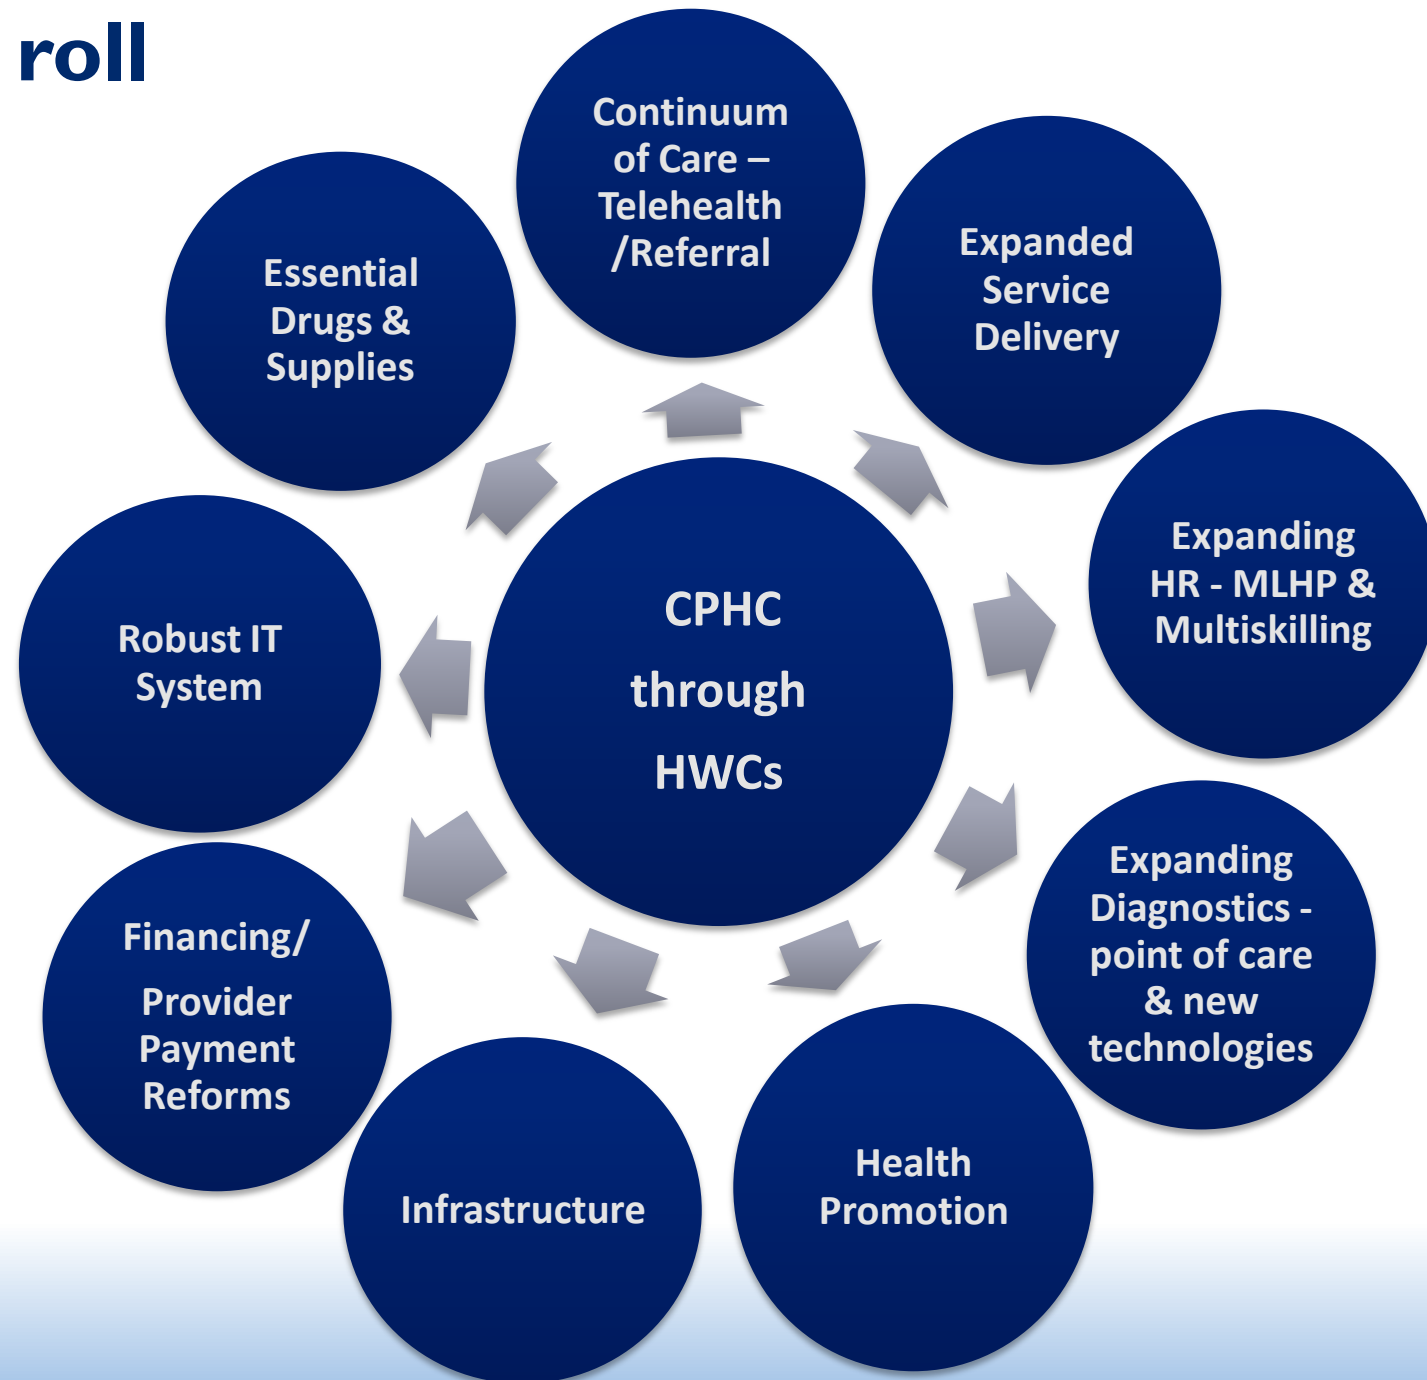 roll
Continuum
of Care –
Telehealth
/Referral
Expanded
Service
Delivery
Expanding
HR - MLHP &
Multiskilling
Expanding
Diagnostics -
point of care
& new
technologies
Health
Promotion
Infrastructure
Financing/
Provider
Payment
Reforms
Robust IT
System
Essential
Drugs &
Supplies
CPHC
through
HWCs